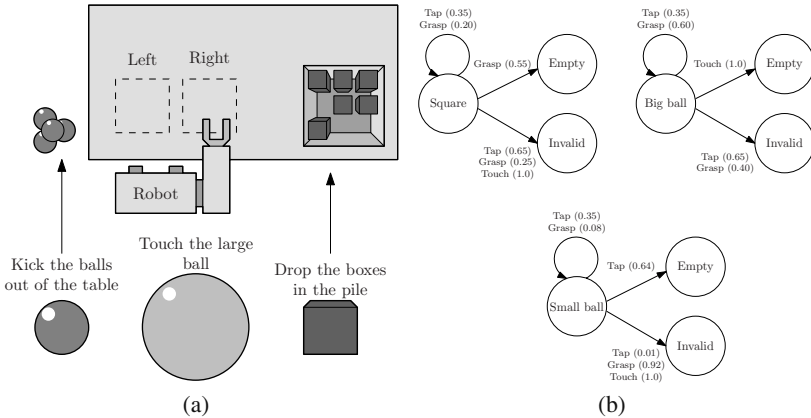 Left
Right
Robot
Kick the balls
out of the table
Touch the large
ball
Drop the boxes
in the pile
(a)
Tap (0.35)
Grasp (0.20)
Square
Grasp (0.55)
Empty
Invalid
Tap (0.65)
Grasp (0.25)
Touch (1.0)
Tap (0.35)
Grasp (0.60)
Big ball
Touch (1.0)
Empty
Invalid
Tap (0.65)
Grasp (0.40)
Tap (0.35)
Grasp (0.08)
Small ball
Tap (0.64)
Empty
Invalid
Tap (0.01)
Grasp (0.92)
Touch (1.0)
(b)